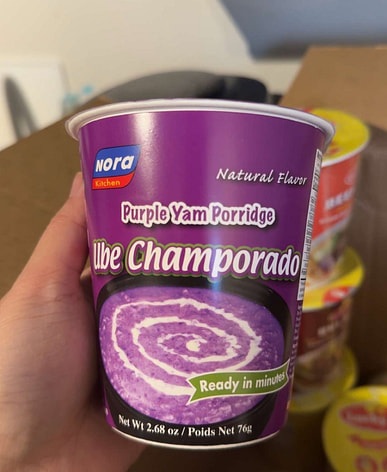 Nora
Kitchen
Natural Flavor
Purple Yam Porridge
Ube Champorado
Ready in minutes
Net Wt 2.68 oz / Poids Net 76g